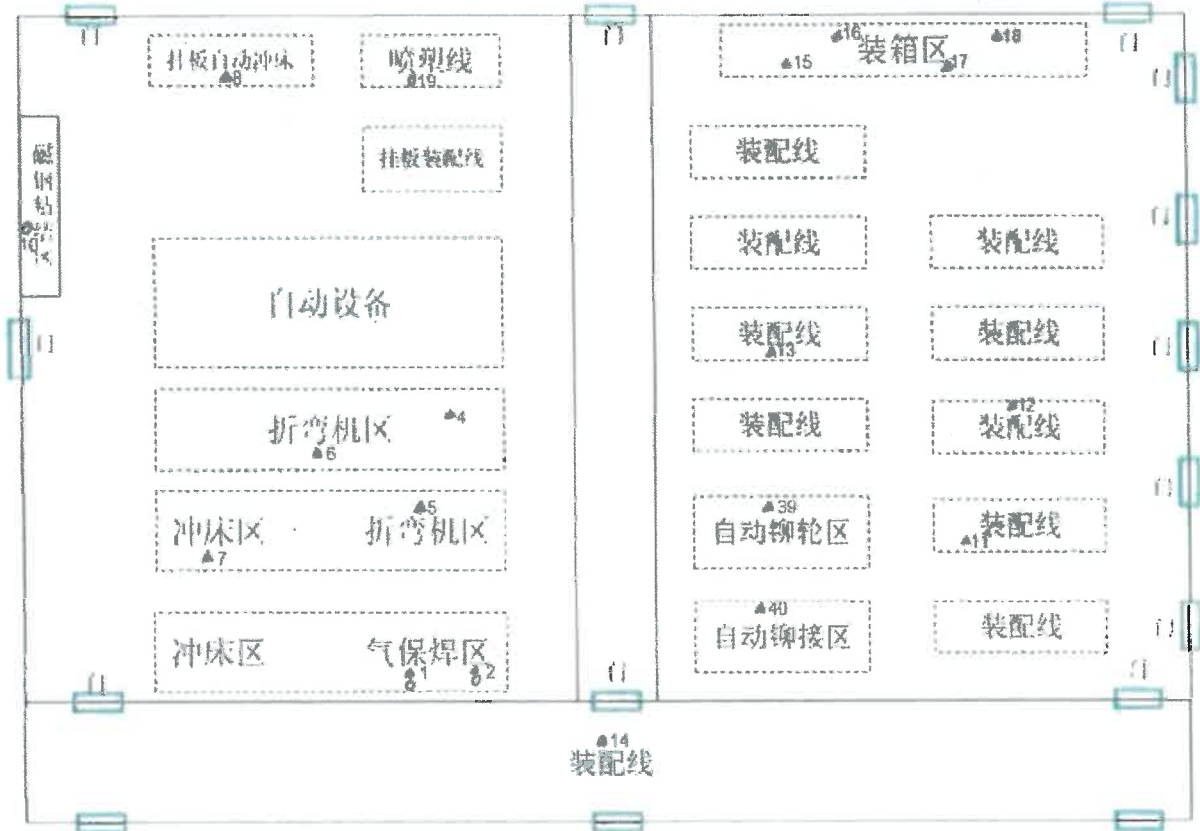 门
门
挂板自动冲床
8
喷塑线
19
16
装箱区
18
15
17
门
门
挂板装配线
装配线
10
装配线
装配线
门
自动设备
门
装配线
13
装配线
门
4
折弯机区
6
装配线
12
装配线
5
冲床区
折弯机区
7
39
自动铆轮区
装配线
11
门
冲床区
气保焊区
1
2
40
自动铆接区
装配线
门
门
门
门
14
装配线